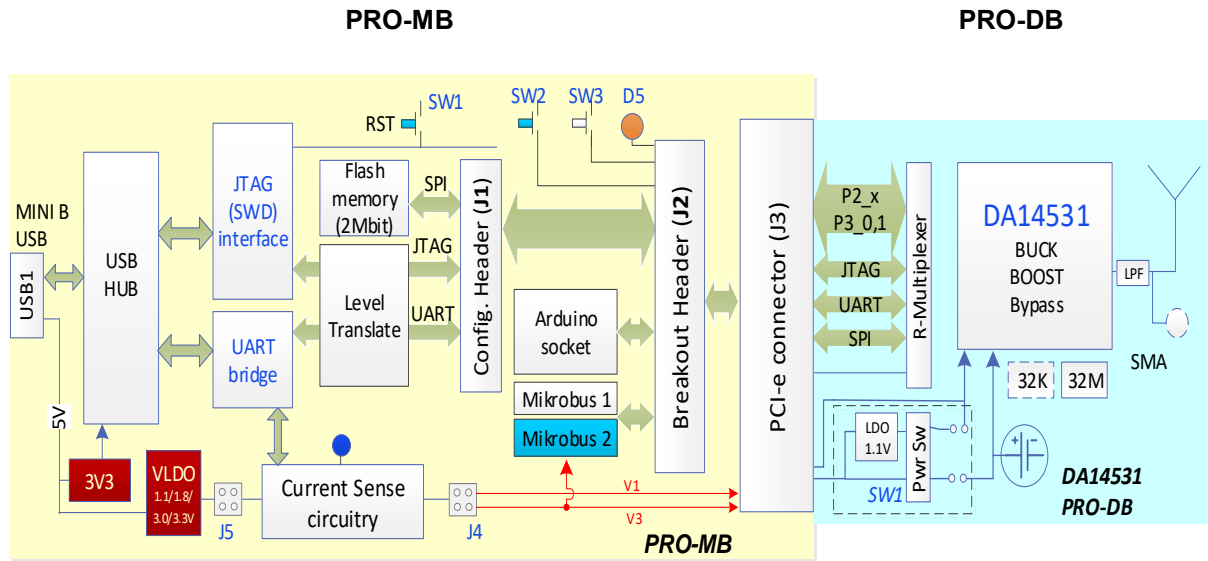 PRO-MB
PRO-DB
SW1
RST
SW2
SW3
D5
MINI B
USB
USB1
USB
HUB
5V
3V3
JTAG
(SWD)
interface
UART
bridge
Flash
memory
(2Mbit)
SPI
JTAG
Level
Translate
UART
Config. Header (J1)
Arduino
socket
Mikrobus 1
Mikrobus 2
Breakout Header (J2)
PCI-e connector (J3)
VLDO
1.1/1.8/
3.0/3.3V
J5
Current Sense
circuitry
J4
V1
V3
PRO-MB
P2_x
P3_0,1
JTAG
UART
SPI
R-Multiplexer
DA14531
BUCK
BOOST
Bypass
LPF
SMA
32K
32M
LDO
1.1V
Pwr Sw
SW1
DA14531
PRO-DB